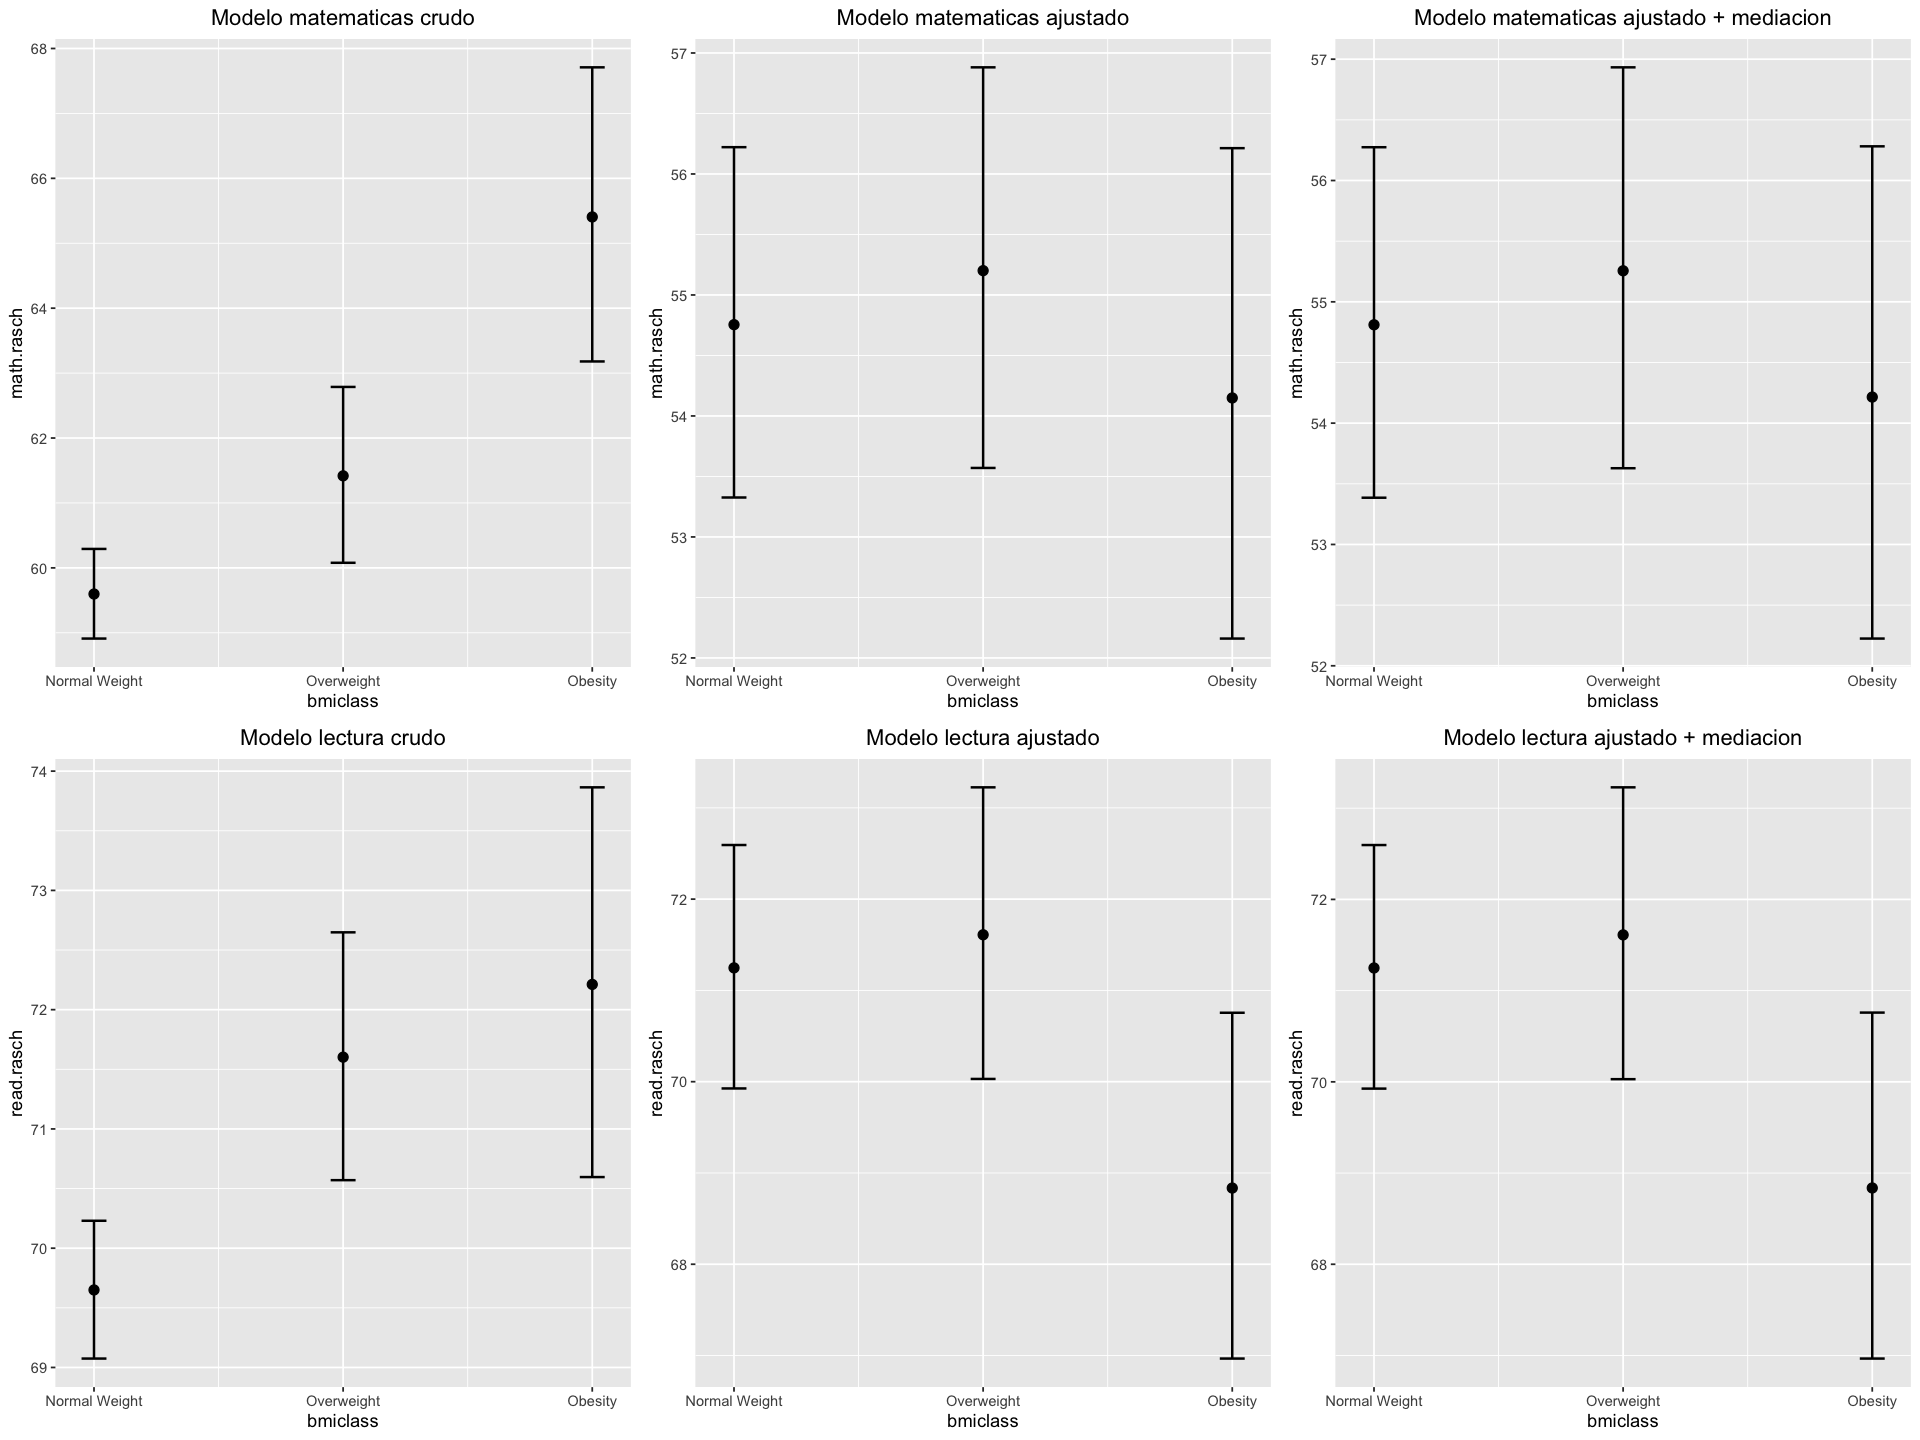 Modelo matematicas crudo
68
66
64
62
60
math.rasch
Normal Weight Overweight Obesity
bmiclass
Modelo matematicas ajustado
57
56
55
54
53
52
math.rasch
Normal Weight Overweight Obesity
bmiclass
Modelo matematicas ajustado + mediacion
57
56
55
54
53
52
math.rasch
Normal Weight Overweight Obesity
bmiclass
Modelo lectura crudo
74
73
72
71
70
69
read.rasch
Normal Weight Overweight Obesity
bmiclass
Modelo lectura ajustado
72
70
68
read.rasch
Normal Weight Overweight Obesity
bmiclass
Modelo lectura ajustado + mediacion
72
70
68
read.rasch
Normal Weight Overweight Obesity
bmiclass